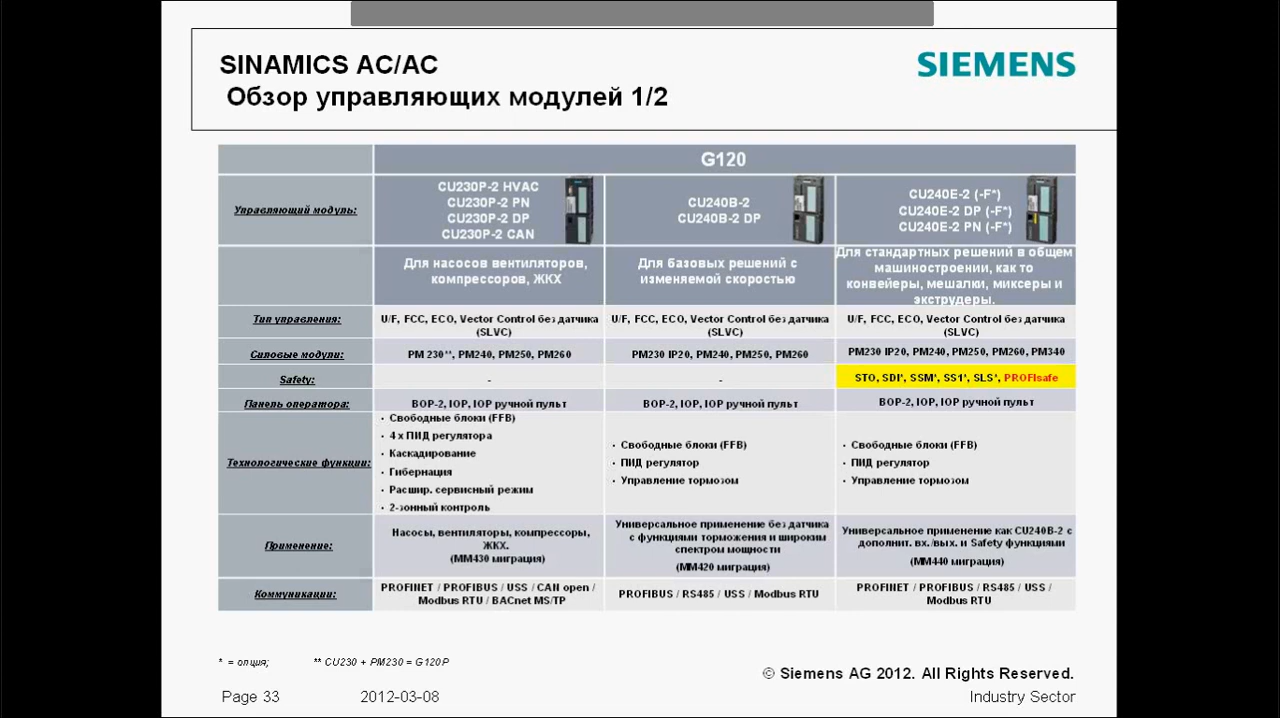 SINAMICS AC/AC
SIEMENS
Обзор управляющих модулей 1/2
G120
Управляющий модуль:
CU230P-2 HVAC
CU230P-2 PN
CU230P-2 DP
CU230P-2 CAN
CU240B-2
CU240B-2 DP
CU240E-2 (-F*)
CU240E-2 DP (-F*)
CU240E-2 PN (-F*)
Для насосов вентиляторов,
компрессоров, ЖКХ
Для базовых решений с
изменяемой скоростью
Для стандартных решений в общем
машиностроении, как то
конвейеры, мешалки, миксеры и
экструдеры.
Тип управления:
U/F, FCC, ECO, Vector Control без датчика
(SLVC)
U/F, FCC, ECO, Vector Control без датчика
(SLVC)
U/F, FCC, ECO, Vector Control без датчика
(SLVC)
Силовые модули:
PM 230**, PM240, PM250, PM260
PM230 IP20, PM240, PM250, PM260
PM230 IP20, PM240, PM250, PM260, PM340
Safety:
-
-
STO, SDI*, SSM*, SS1*, SLS*, PROFIsafe
Панель оператора:
BOP-2, IOP, IOP ручной пульт
BOP-2, IOP, IOP ручной пульт
BOP-2, IOP, IOP ручной пульт
Технологические функции:
• Свободные блоки (FFB)
• 4 x ПИД регулятора
• Каскадирование
• Гибернация
• Расшир. сервисный режим
• 2-зонный контроль
• Свободные блоки (FFB)
• ПИД регулятор
• Управление тормозом
• Свободные блоки (FFB)
• ПИД регулятор
• Управление тормозом
Применение:
Насосы, вентиляторы, компрессоры,
ЖКХ.
(MM430 миграция)
Универсальное применение без датчика
с функциями торможения и широким
спектром мощности
(MM420 миграция)
Универсальное применение как CU240B-2 с
дополнит. вх./вых. и Safety функциями
(MM440 миграция)
Коммуникации:
PROFINET / PROFIBUS / USS / CAN open /
Modbus RTU / BACnet MS/TP
PROFIBUS / RS485 / USS / Modbus RTU
PROFINET / PROFIBUS / RS485 / USS /
Modbus RTU
* = опция; ** CU230 + PM230 = G120P
© Siemens AG 2012. All Rights Reserved.
Page 33 2012-03-08 Industry Sector